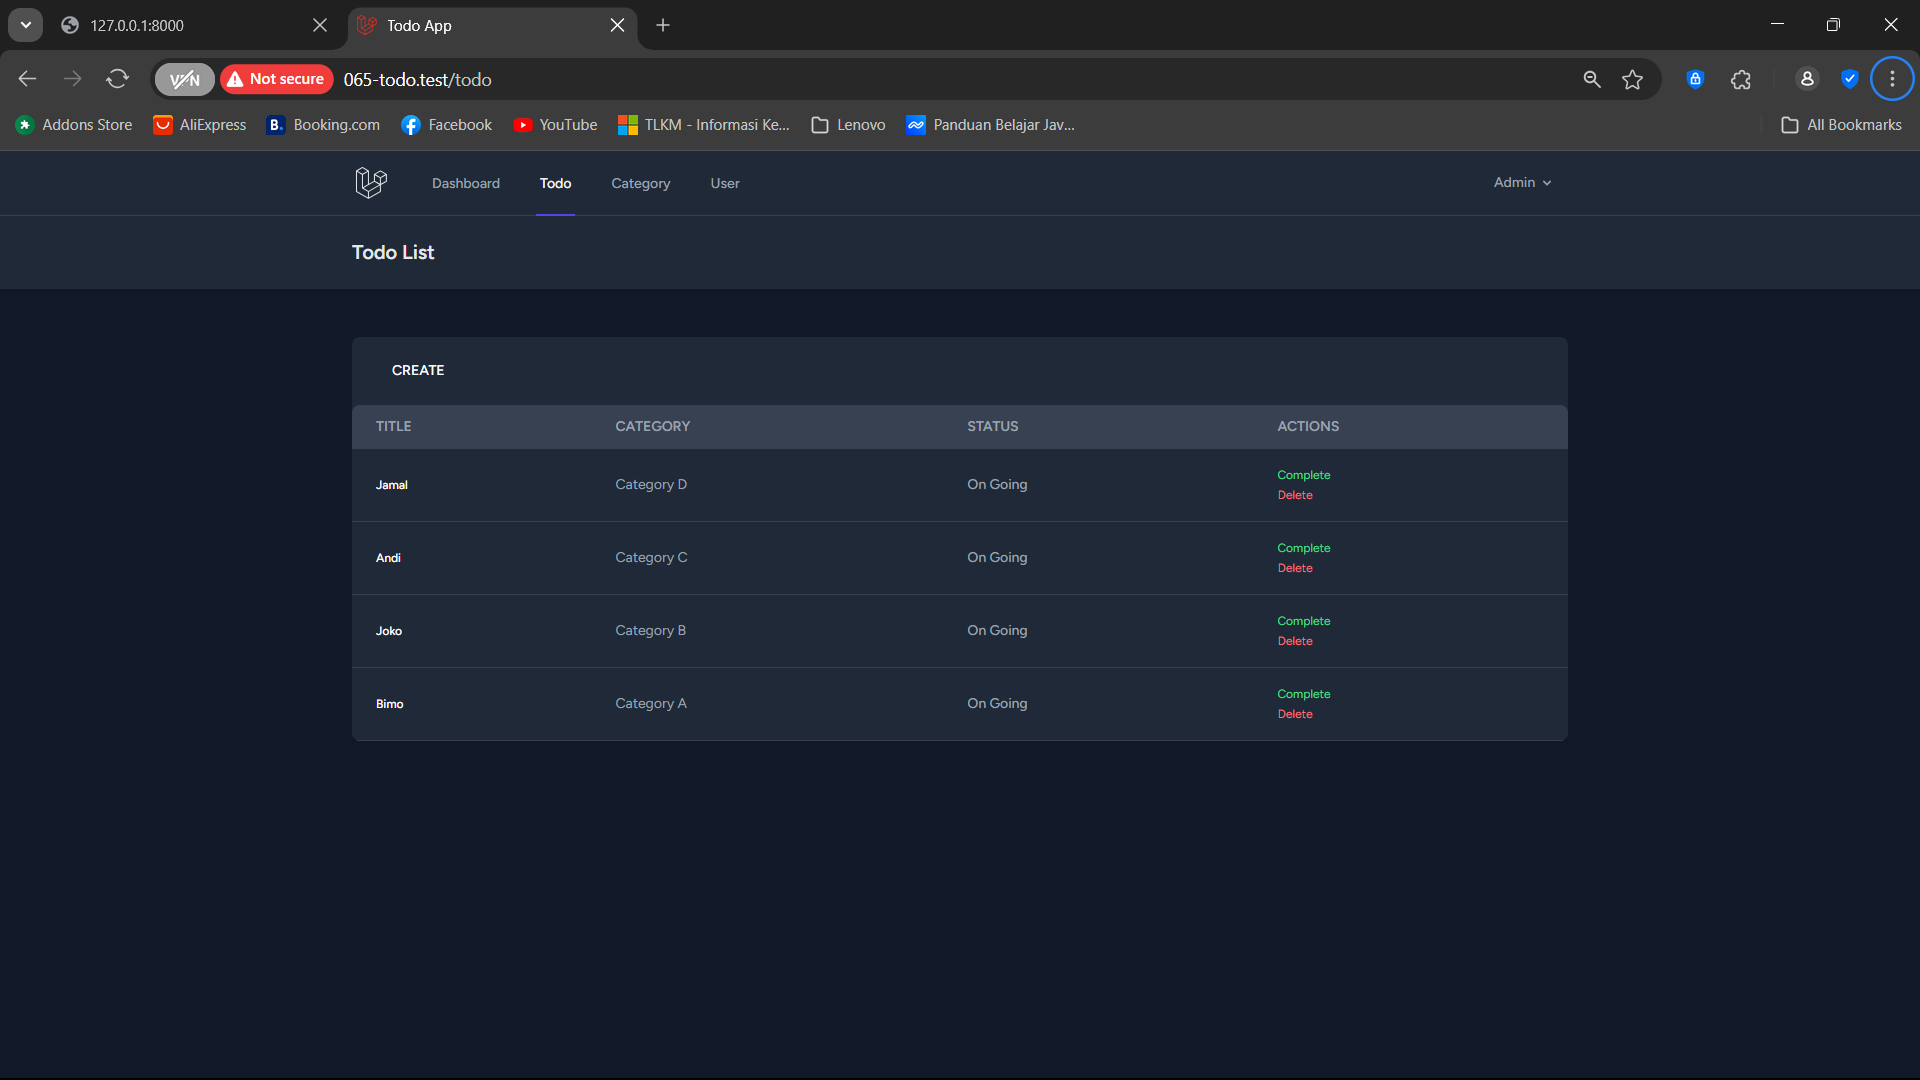 127.0.0.1:8000
Todo App
VPN
Not secure
065-todo.test/todo
Addons Store
AliExpress
B. Booking.com
Facebook
YouTube
TLKM - Informasi Ke...
Lenovo
Panduan Belajar Jav...
All Bookmarks
Dashboard
Todo
Category
User
Admin
Todo List
CREATE
TITLE CATEGORY STATUS ACTIONS
Jamal Category D On Going Complete
Delete
Andi Category C On Going Complete
Delete
Joko Category B On Going Complete
Delete
Bimo Category A On Going Complete
Delete